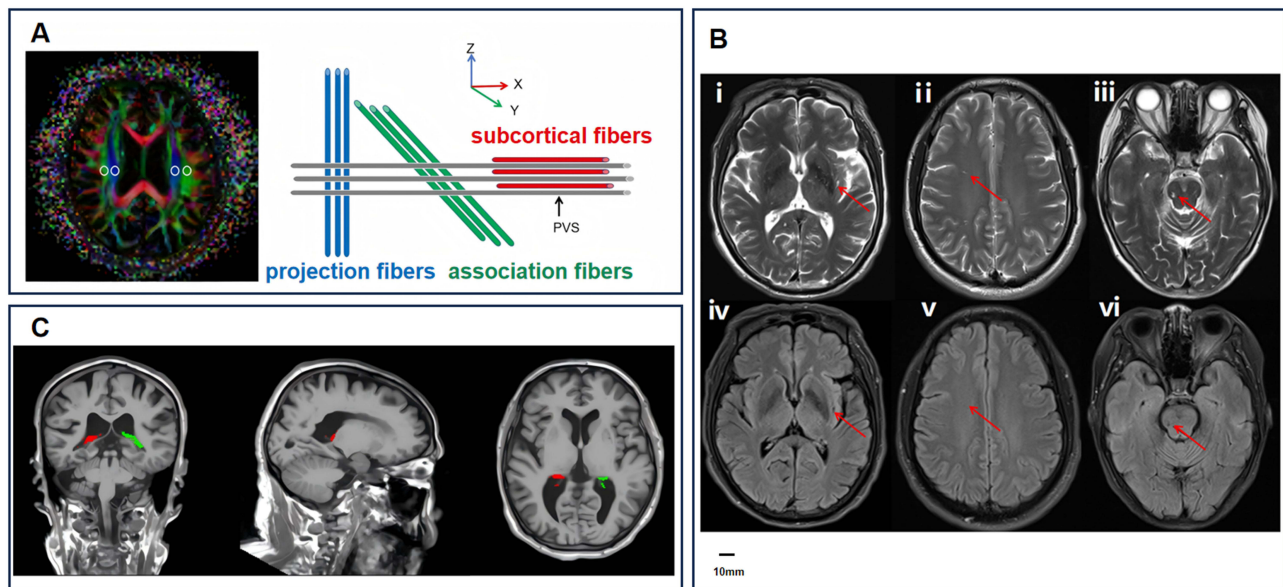 A
Z
X
Y
subcortical fibers
PVS
projection fibers association fibers
B
i ii iii
iv v vi
10mm
C